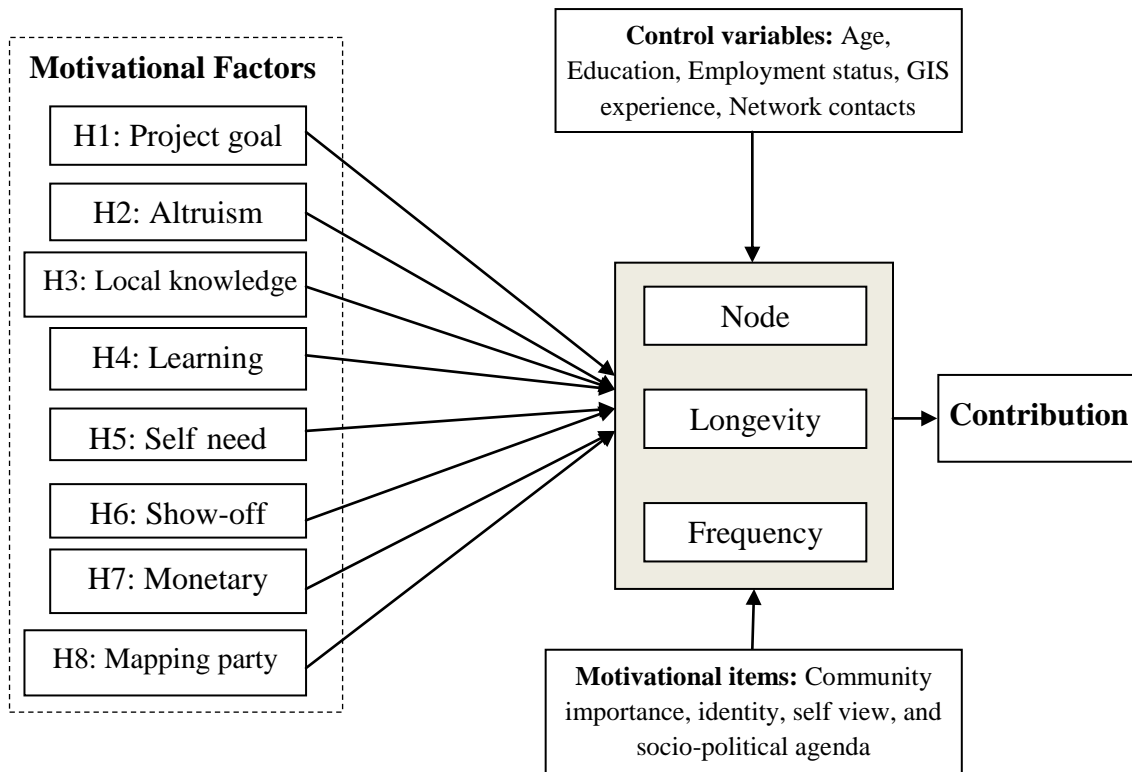 Motivational Factors
H1: Project goal
H2: Altruism
H3: Local knowledge
H4: Learning
H5: Self need
H6: Show-off
H7: Monetary
H8: Mapping party
Control variables: Age,
Education, Employment status, GIS
experience, Network contacts
Node
Longevity
Frequency
Contribution
Motivational items: Community
importance, identity, self view, and
socio-political agenda